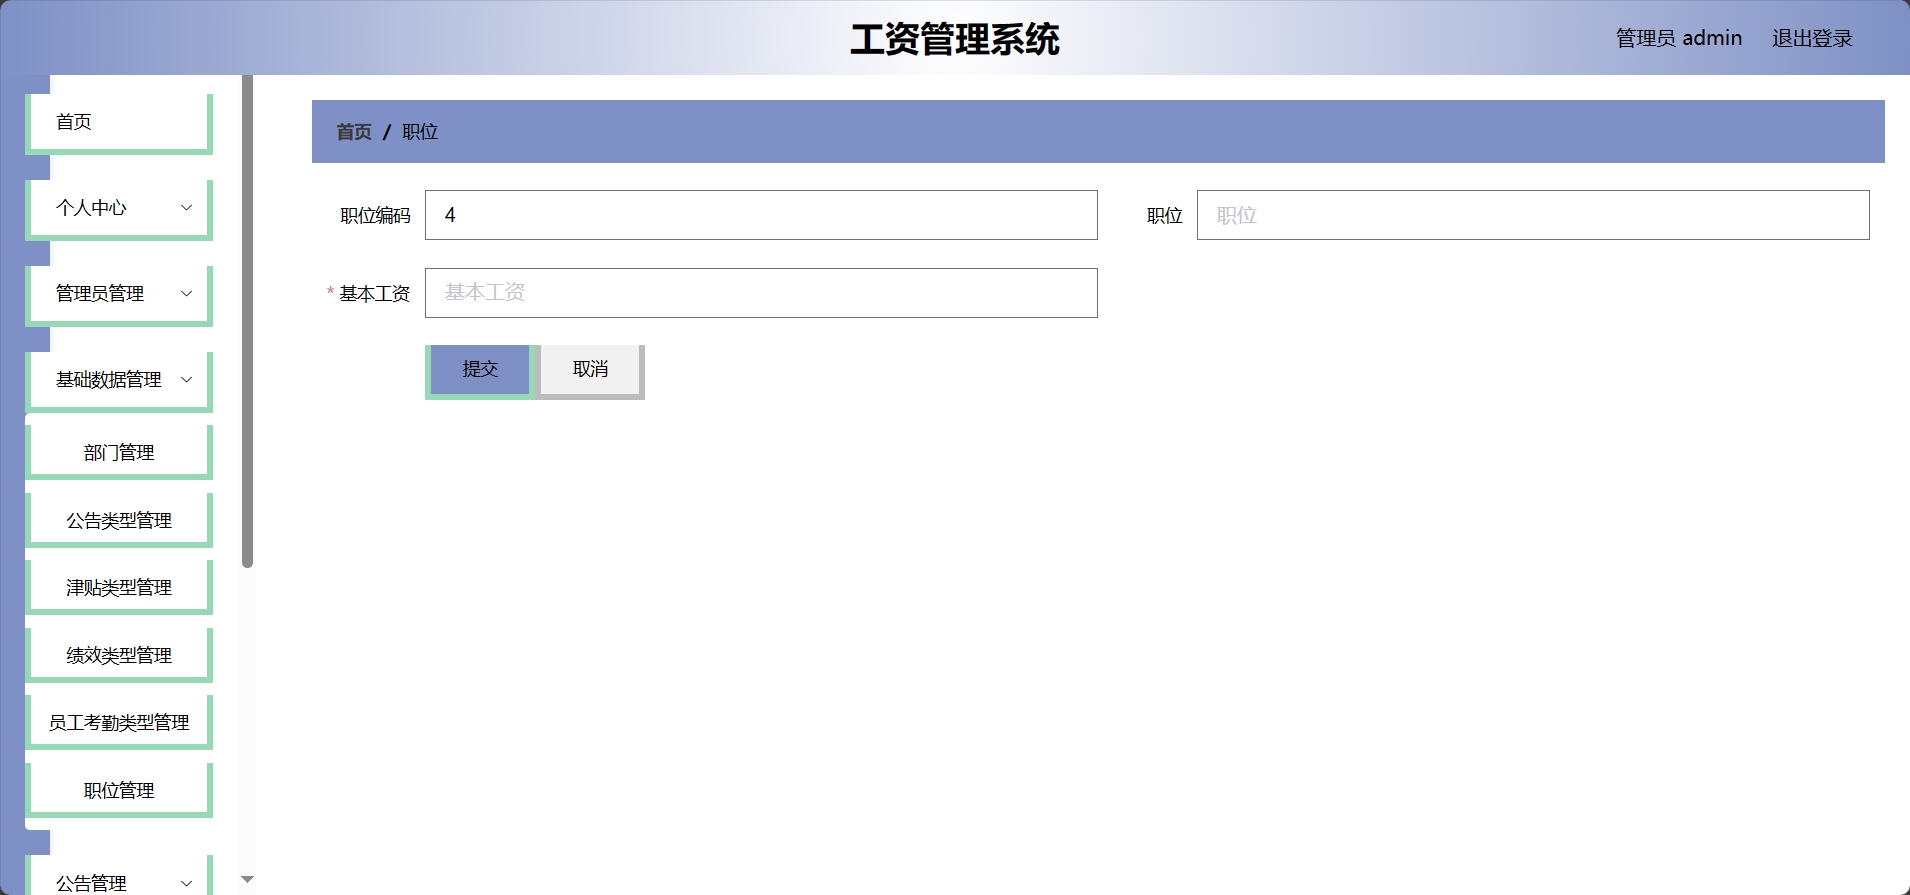 工资管理系统
管理员 admin 退出登录
首页
个人中心
管理员管理
基础数据管理
部门管理
公告类型管理
津贴类型管理
绩效类型管理
员工考勤类型管理
职位管理
公告管理
首页 / 职位
职位编码 4 职位 职位
* 基本工资 基本工资
提交 取消